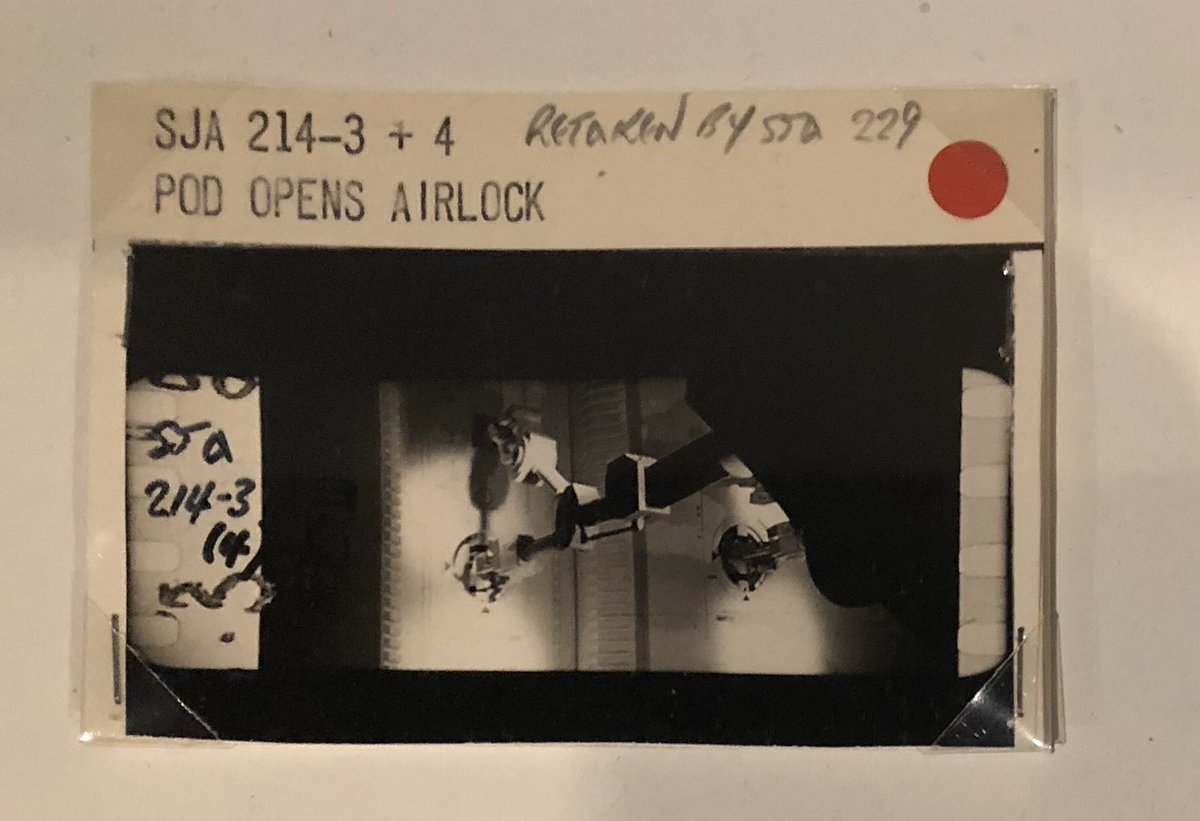 SJA 214-3 + 4 RETAKEN BY SJA 229
POD OPENS AIRLOCK
SJA
214-3
(4)